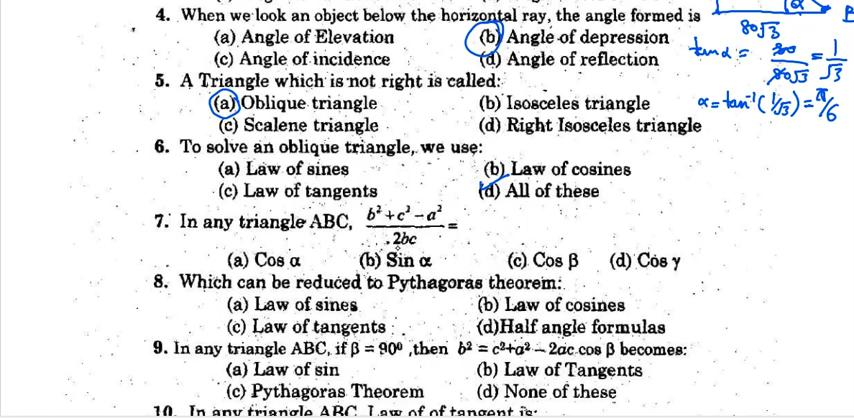 4. When we look an object below the horizontal ray, the angle formed is
(a) Angle of Elevation (b) Angle of depression
(c) Angle of incidence (d) Angle of reflection
5. A Triangle which is not right is called:
(a) Oblique triangle (b) Isosceles triangle
(c) Scalene triangle (d) Right Isosceles triangle
6. To solve an oblique triangle, we use:
(a) Law of sines (b) Law of cosines
(c) Law of tangents (d) All of these
7. In any triangle ABC, b² + c² - a² / 2bc =
(a) Cos α (b) Sin α (c) Cos β (d) Cos γ
8. Which can be reduced to Pythagoras theorem:
(a) Law of sines (b) Law of cosines
(c) Law of tangents (d)Half angle formulas
9. In any triangle ABC, if β = 90⁰ ,then b² = c²+a² – 2ac cos β becomes:
(a) Law of sin (b) Law of Tangents
(c) Pythagoras Theorem (d) None of these
10. In any triangle ABC, Law of of tangent is:
α B
80√3
tanα = 80 / 80√3 = 1 / √3
α = tan⁻¹(1/√3) = π/6